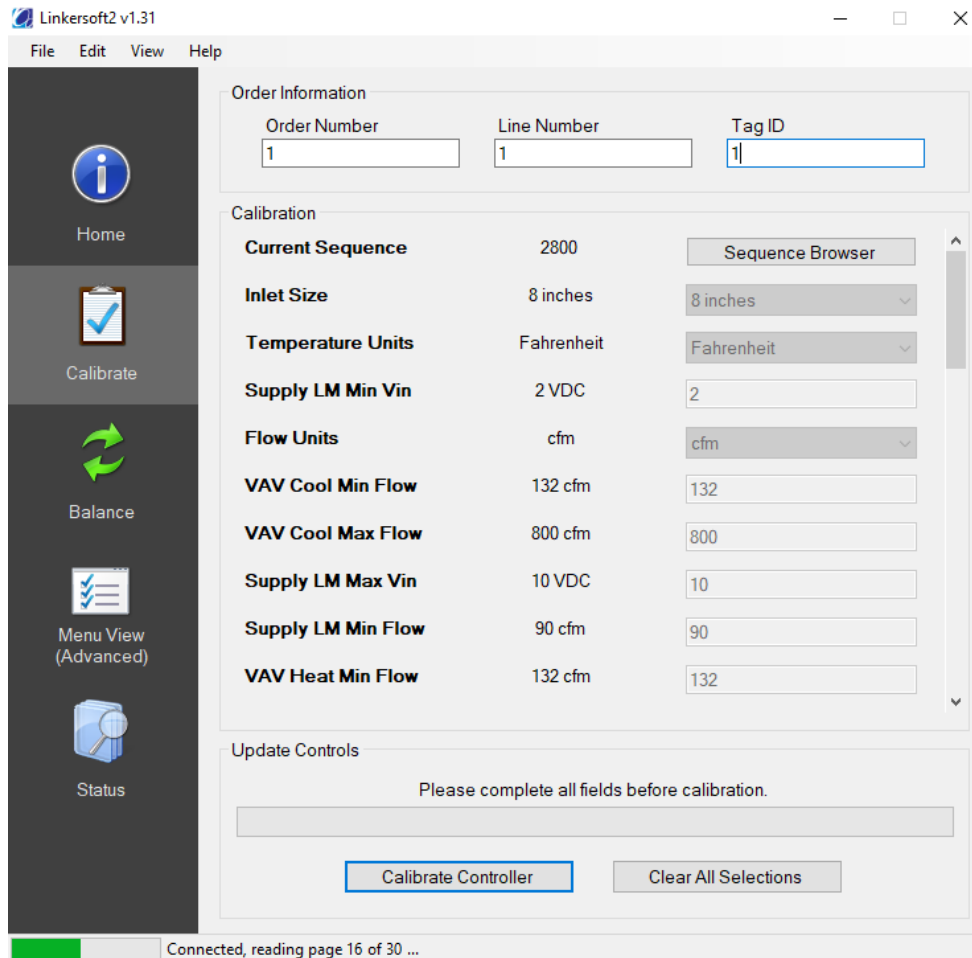 Linkersoft2 v1.31
File Edit View Help
Home
Calibrate
Balance
Menu View
(Advanced)
Status
Order Information
Order Number Line Number Tag ID
1 1 1
Calibration
Current Sequence 2800 Sequence Browser
Inlet Size 8 inches 8 inches
Temperature Units Fahrenheit Fahrenheit
Supply LM Min Vin 2 VDC 2
Flow Units cfm cfm
VAV Cool Min Flow 132 cfm 132
VAV Cool Max Flow 800 cfm 800
Supply LM Max Vin 10 VDC 10
Supply LM Min Flow 90 cfm 90
VAV Heat Min Flow 132 cfm 132
Update Controls
Please complete all fields before calibration.
Calibrate Controller Clear All Selections
Connected, reading page 16 of 30 ...